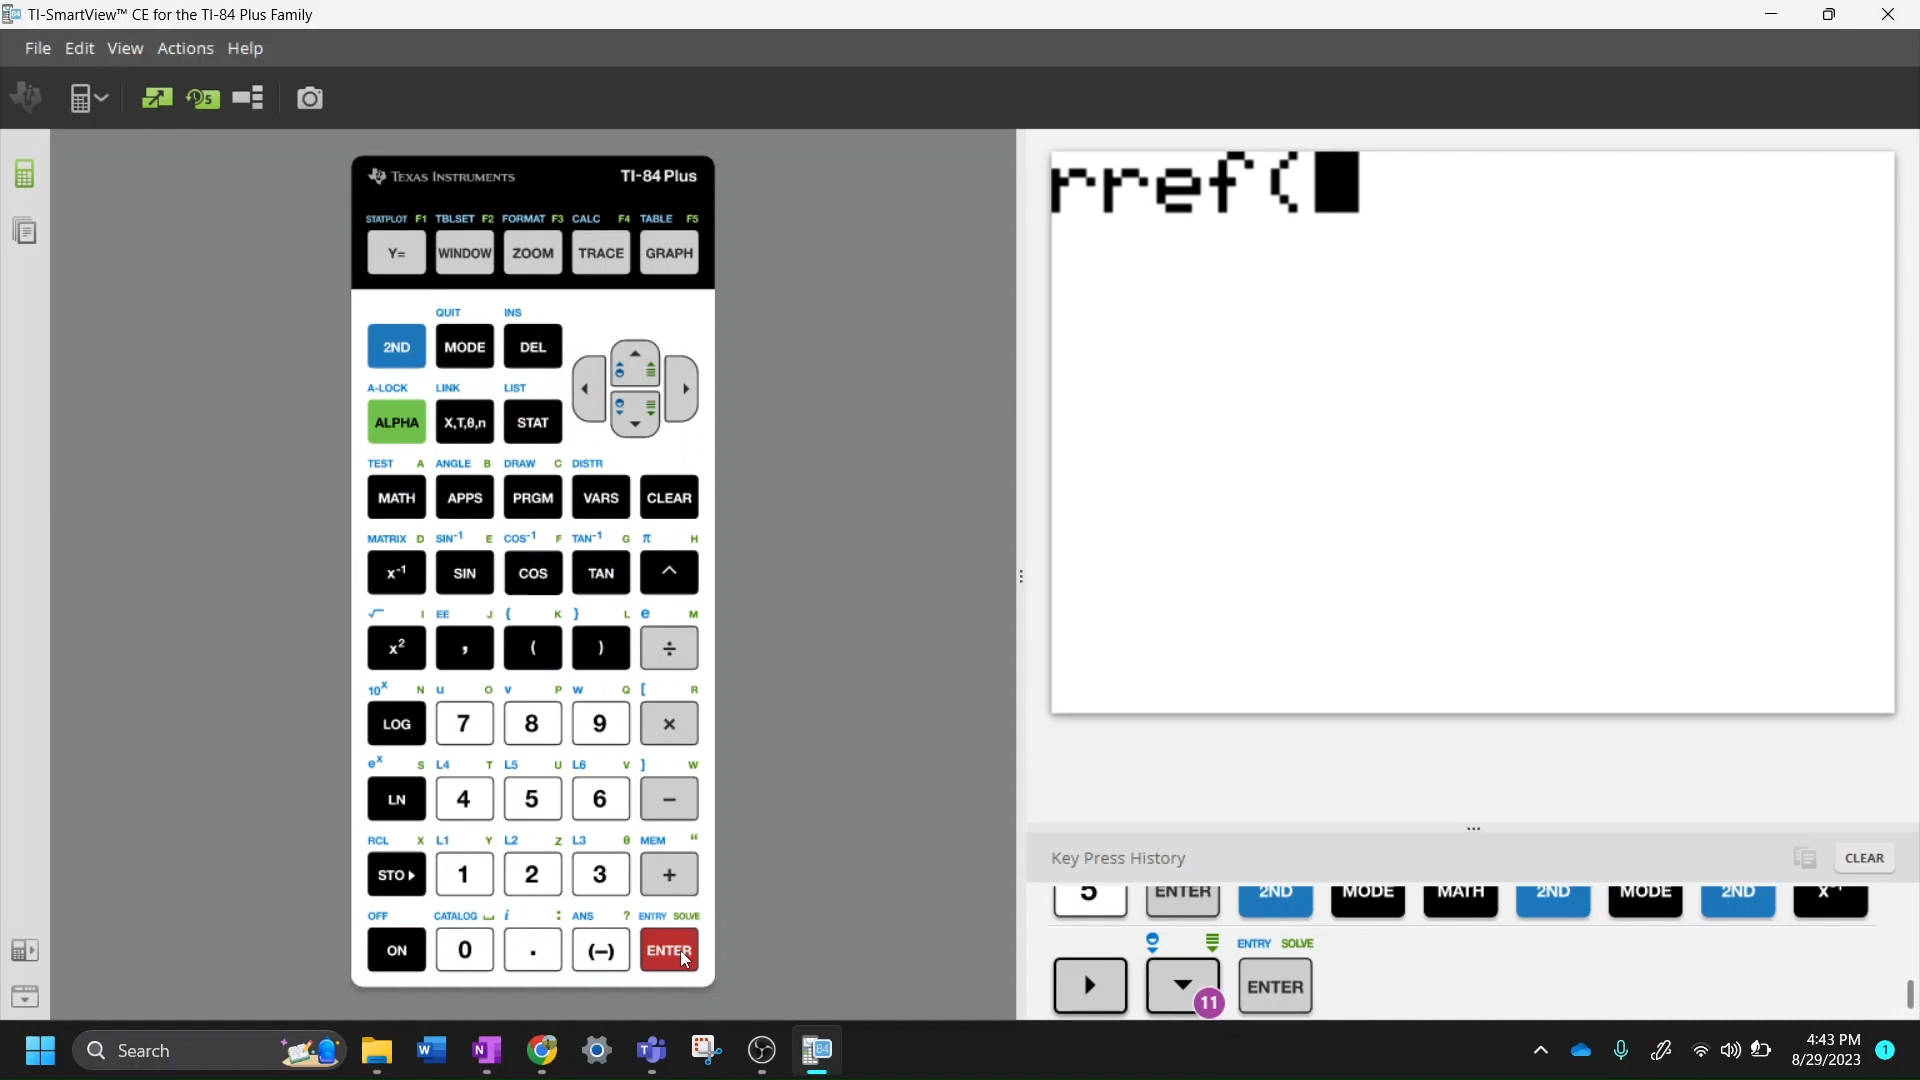 TI-SmartView™ CE for the TI-84 Plus Family
File Edit View Actions Help
5
TEXAS INSTRUMENTS TI-84 Plus
STATPLOT F1 TBLSET F2 FORMAT F3 CALC F4 TABLE F5
Y= WINDOW ZOOM TRACE GRAPH
QUIT INS
2ND MODE DEL
A-LOCK LINK LIST
ALPHA X,T,θ,n STAT
TEST A ANGLE B DRAW C DISTR
MATH APPS PRGM VARS CLEAR
MATRIX D SIN⁻¹ E COS⁻¹ F TAN⁻¹ G π H
x⁻¹ SIN COS TAN ^
√ I EE J { K } L e M
x² , ( ) ÷
10ˣ N u O v P w Q [ R
LOG 7 8 9 ×
eˣ S L4 T L5 U L6 V ] W
LN 4 5 6 −
RCL X L1 Y L2 Z L3 θ MEM “
STO▸ 1 2 3 +
OFF CATALOG ⎵ i : ANS ? ENTRY SOLVE
ON 0 . (−) ENTER
rref(
Key Press History CLEAR
5 ENTER 2ND MODE MATH 2ND MODE 2ND x⁻¹
ENTRY SOLVE
11 ENTER
Search
84
4:43 PM
8/29/2023
1